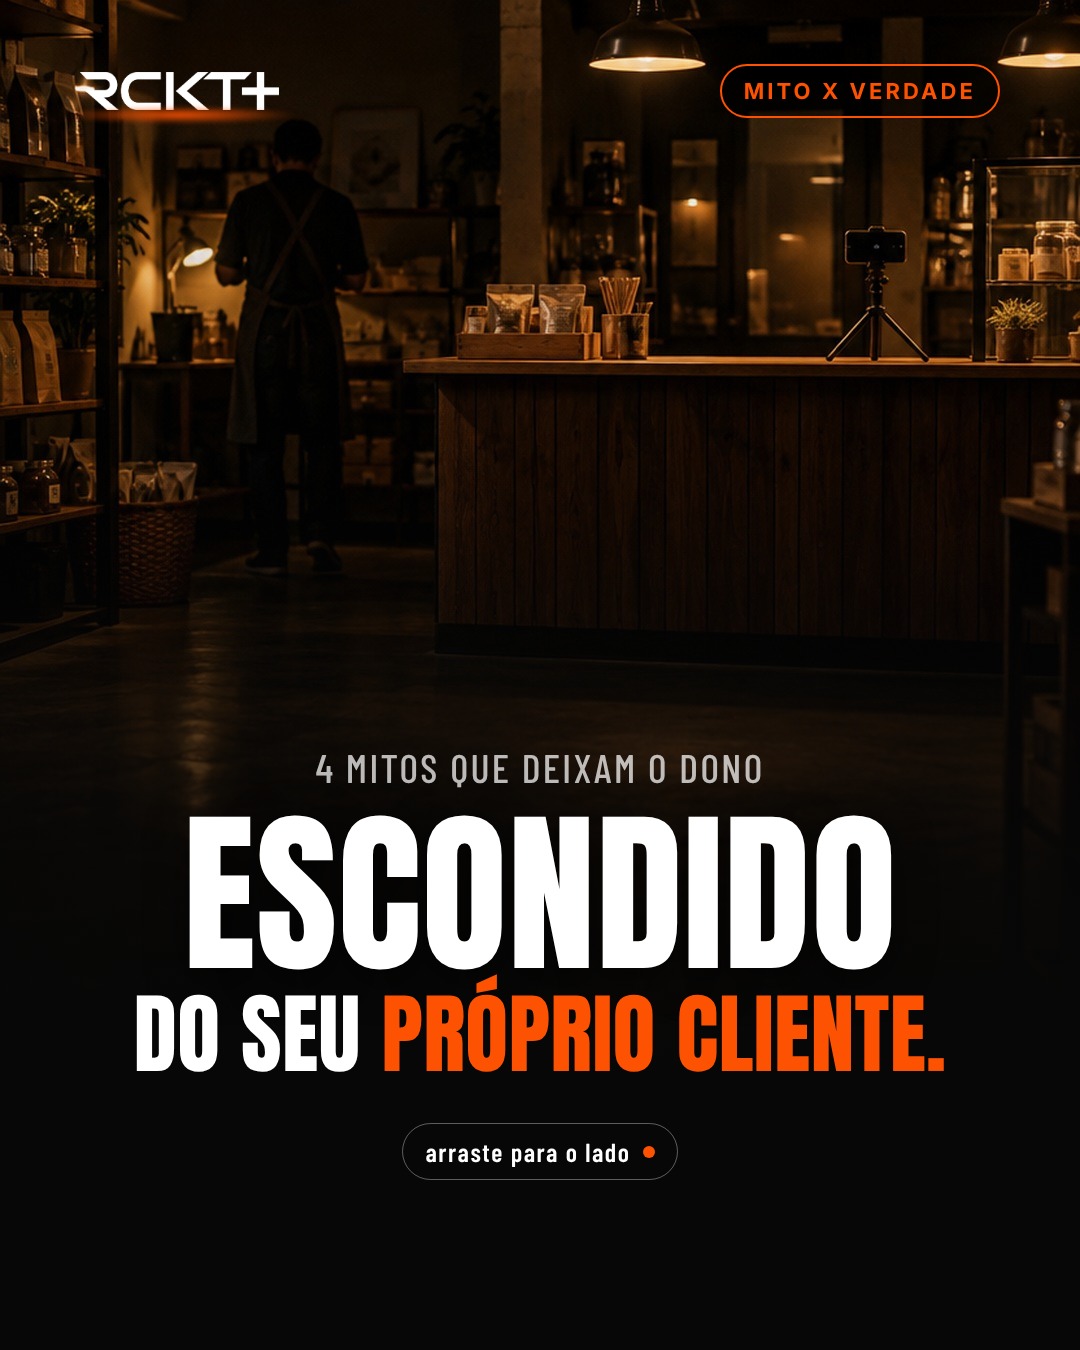 RCKT+
MITO X VERDADE
4 MITOS QUE DEIXAM O DONO
ESCONDIDO
DO SEU PRÓPRIO CLIENTE.
arraste para o lado